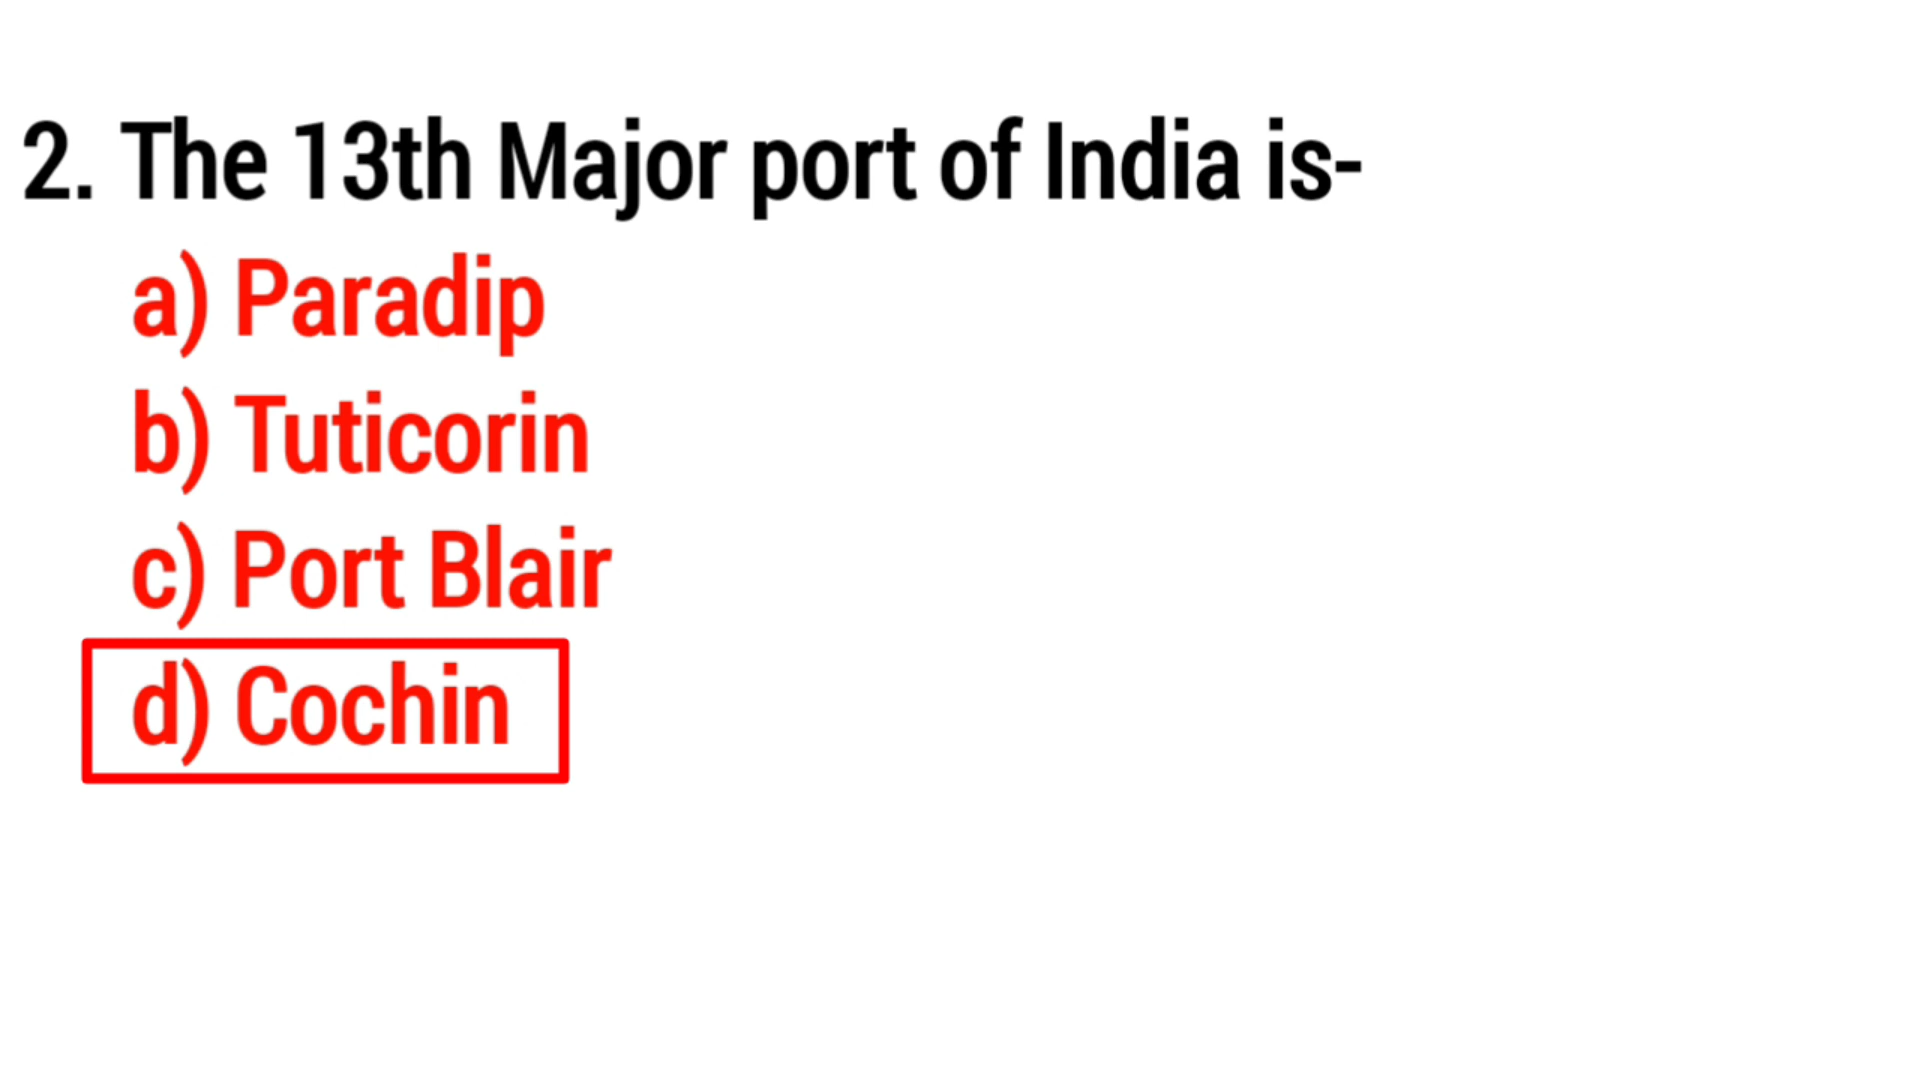 2. The 13th Major port of India is-
a) Paradip
b) Tuticorin
c) Port Blair
d) Cochin